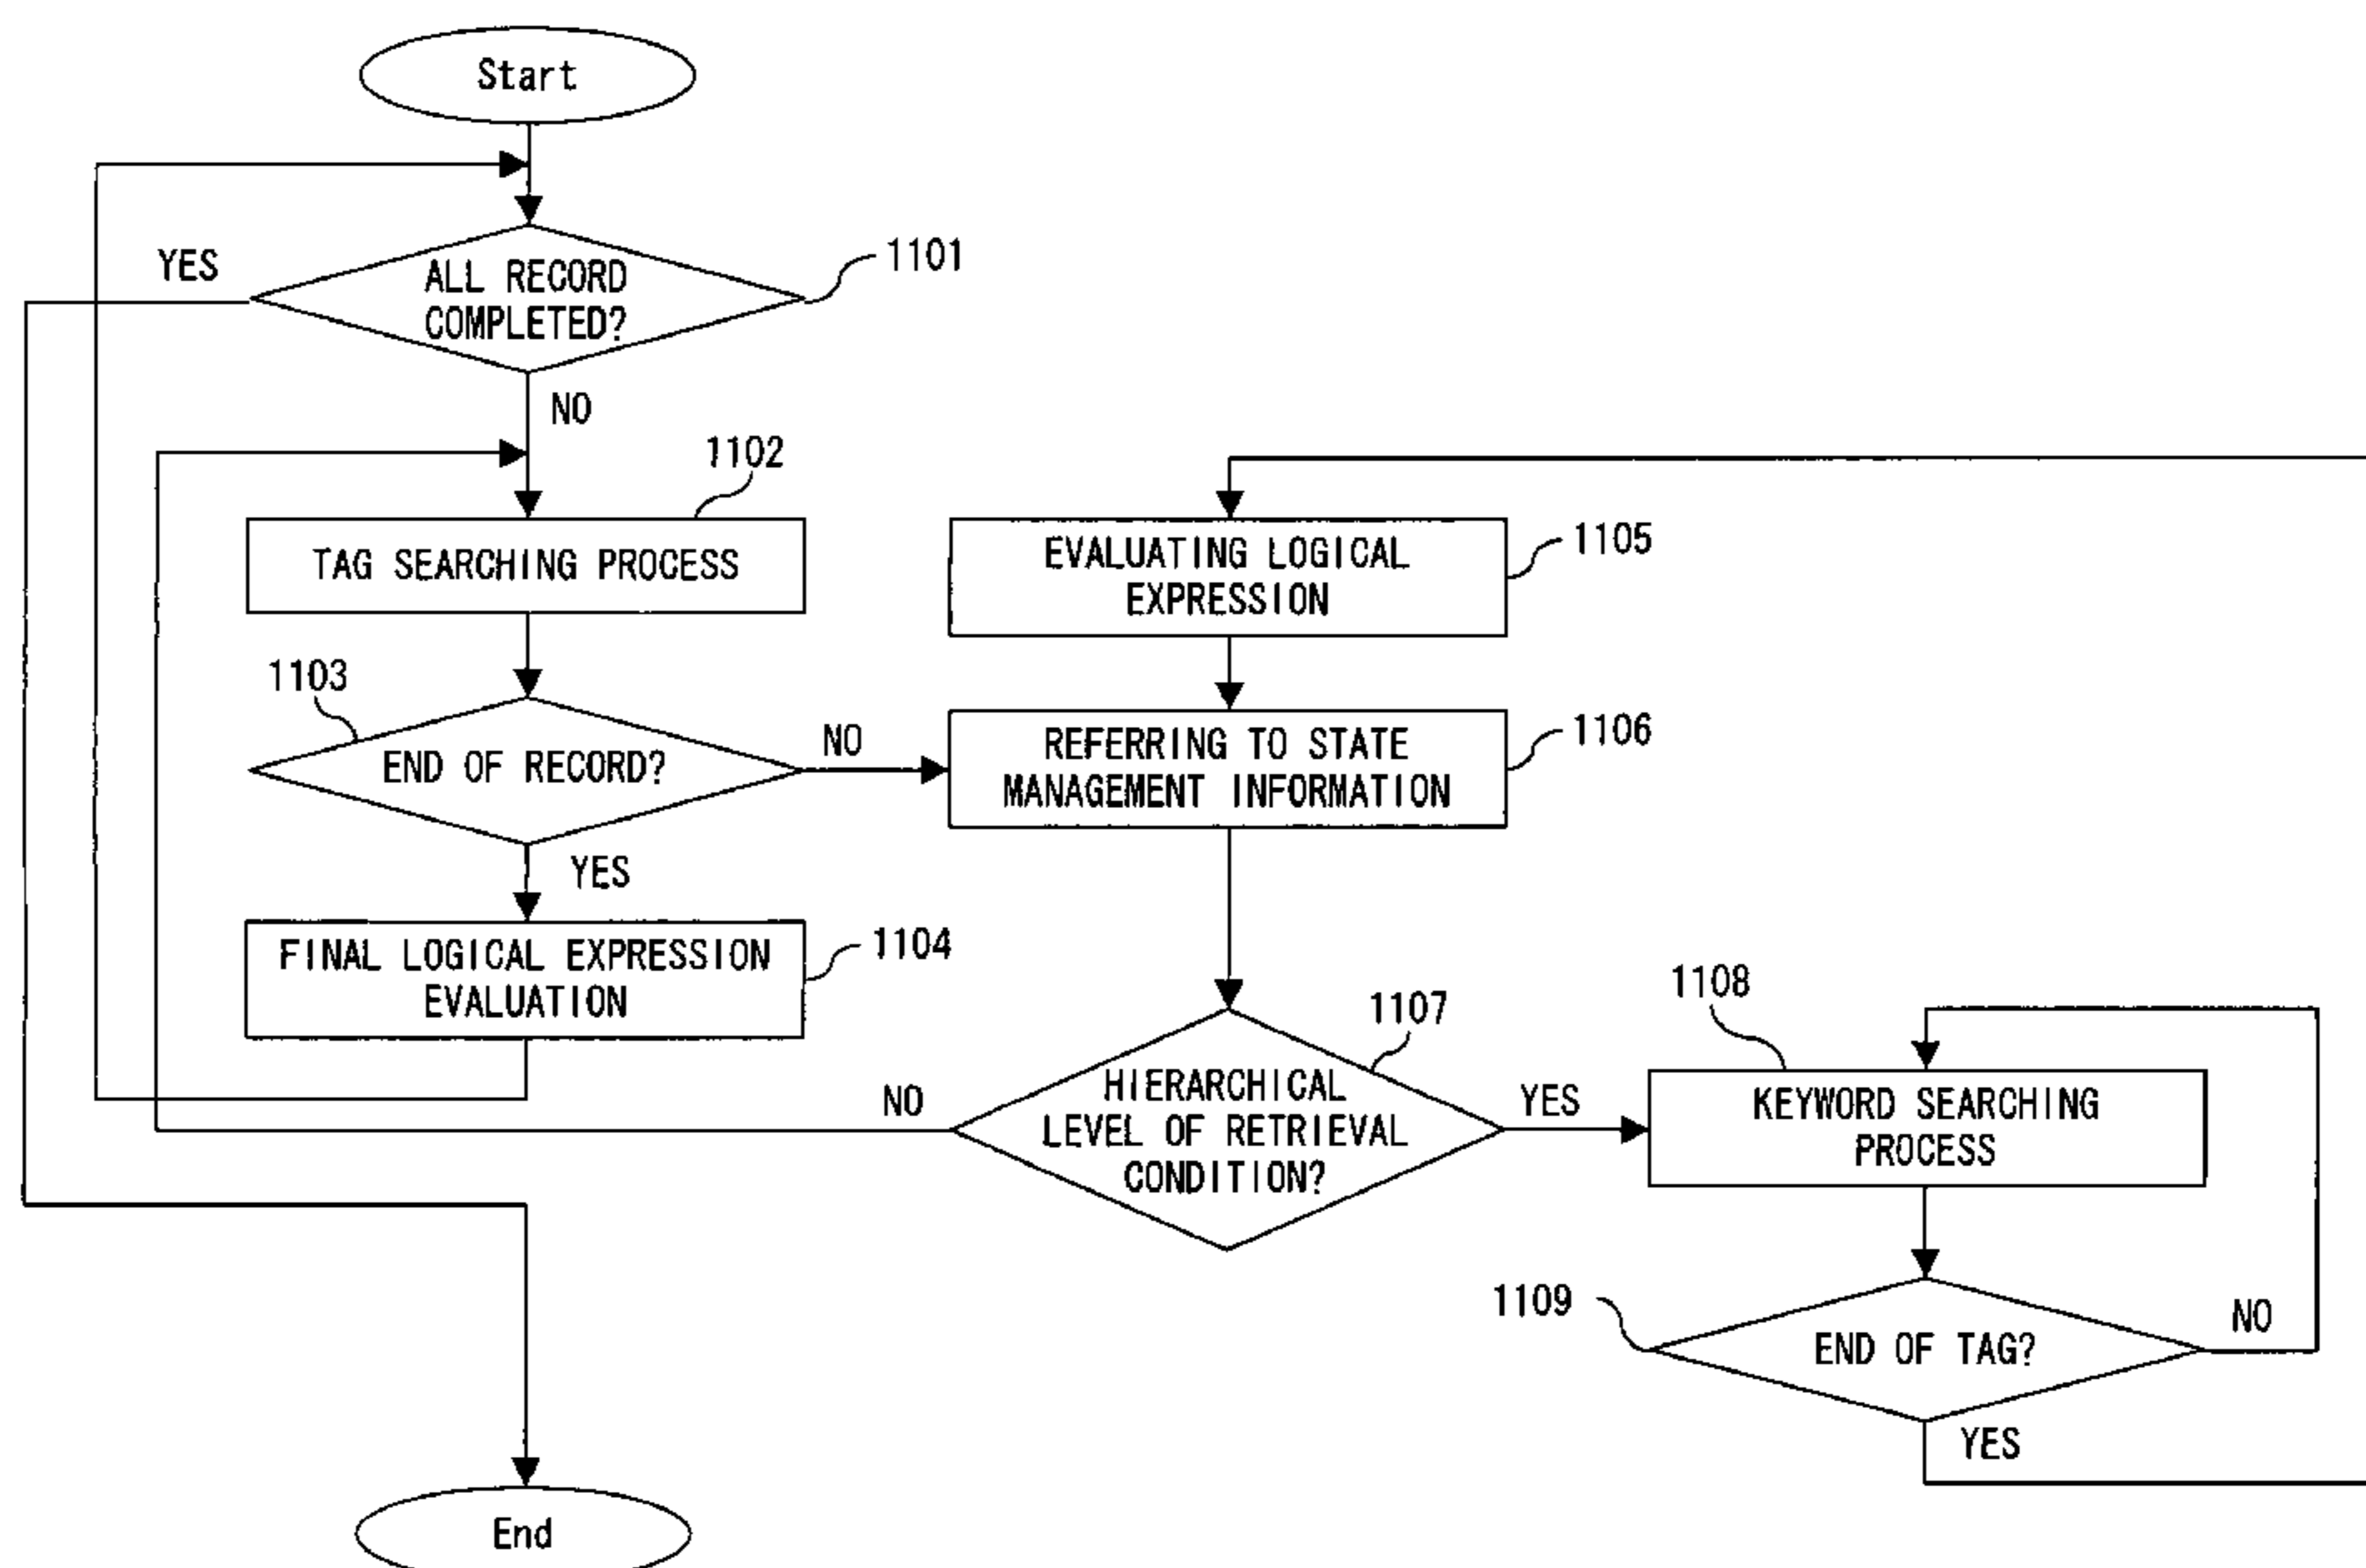 Start
YES
ALL RECORD
COMPLETED?
1101
NO
1102
TAG SEARCHING PROCESS
EVALUATING LOGICAL
EXPRESSION
1105
1103
END OF RECORD?
NO
REFERRING TO STATE
MANAGEMENT INFORMATION
1106
YES
FINAL LOGICAL EXPRESSION
EVALUATION
1104
1107
HIERARCHICAL
LEVEL OF RETRIEVAL
CONDITION?
NO
YES
1108
KEYWORD SEARCHING
PROCESS
1109
END OF TAG?
NO
YES
End